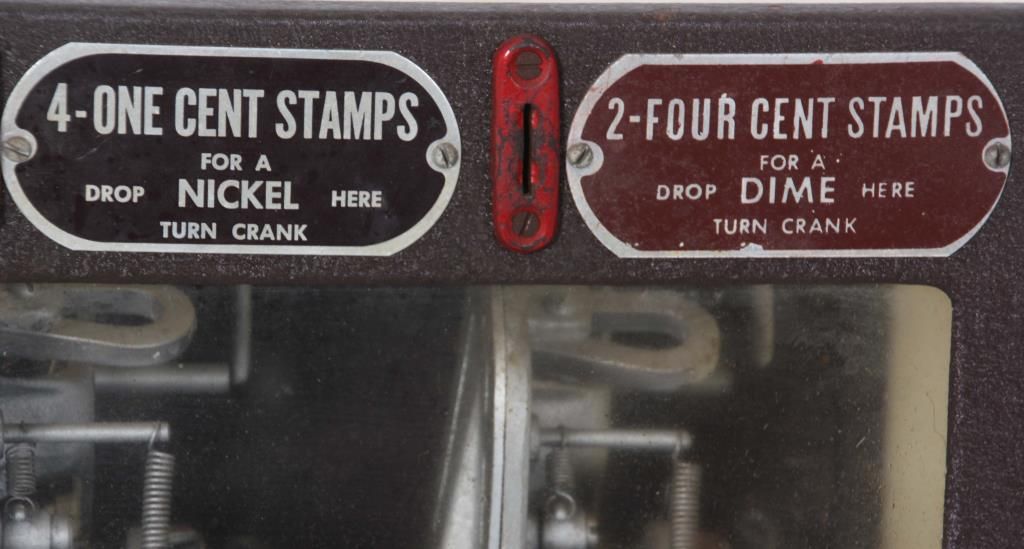 4-ONE CENT STAMPS
FOR A
DROP NICKEL HERE
TURN CRANK
2-FOUR CENT STAMPS
FOR A
DROP DIME HERE
TURN CRANK